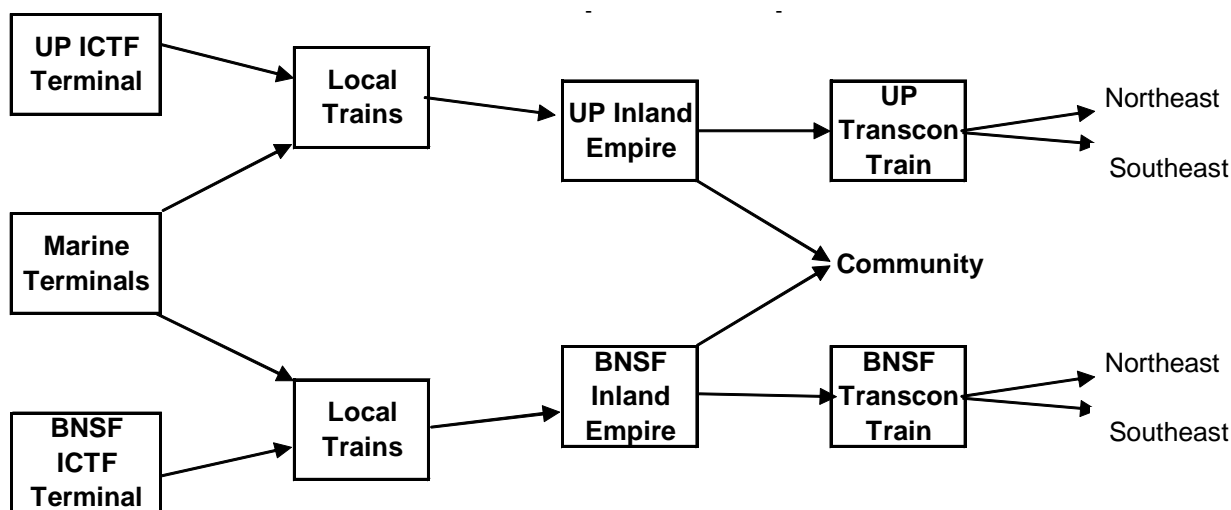 UP ICTF
Terminal
Local
Trains
UP Inland
Empire
UP
Transcon
Train
Northeast
Southeast
Marine
Terminals
Community
BNSF
ICTF
Terminal
Local
Trains
BNSF
Inland
Empire
BNSF
Transcon
Train
Northeast
Southeast